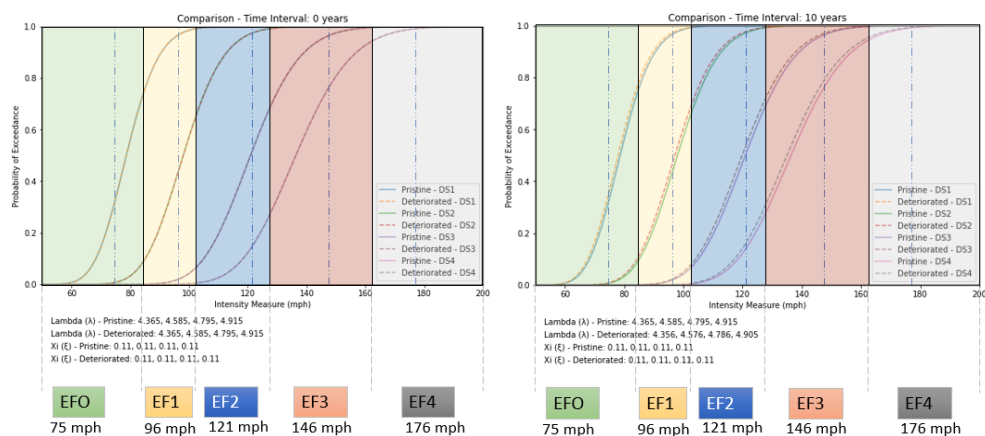 Comparison - Time Interval: 0 years
Probability of Exceedance
1.0
0.8
0.6
0.4
0.2
0.0
Pristine - DS1
Deteriorated - DS1
Pristine - DS2
Deteriorated - DS2
Pristine - DS3
Deteriorated - DS3
Pristine - DS4
Deteriorated - DS4
60 80 100 120 140 160 180 200
Intensity Measure (mph)
Lambda (λ) - Pristine: 4.365, 4.585, 4.795, 4.915
Lambda (λ) - Deteriorated: 4.365, 4.585, 4.795, 4.915
Xi (ξ) - Pristine: 0.11, 0.11, 0.11, 0.11
Xi (ξ) - Deteriorated: 0.11, 0.11, 0.11, 0.11
EF0 EF1 EF2 EF3 EF4
75 mph 96 mph 121 mph 146 mph 176 mph
Comparison - Time Interval: 10 years
Probability of Exceedance
1.0
0.8
0.6
0.4
0.2
0.0
Pristine - DS1
Deteriorated - DS1
Pristine - DS2
Deteriorated - DS2
Pristine - DS3
Deteriorated - DS3
Pristine - DS4
Deteriorated - DS4
60 80 100 120 140 160 180 200
Intensity Measure (mph)
Lambda (λ) - Pristine: 4.365, 4.585, 4.795, 4.915
Lambda (λ) - Deteriorated: 4.356, 4.576, 4.786, 4.905
Xi (ξ) - Pristine: 0.11, 0.11, 0.11, 0.11
Xi (ξ) - Deteriorated: 0.11, 0.11, 0.11, 0.11
EF0 EF1 EF2 EF3 EF4
75 mph 96 mph 121 mph 146 mph 176 mph